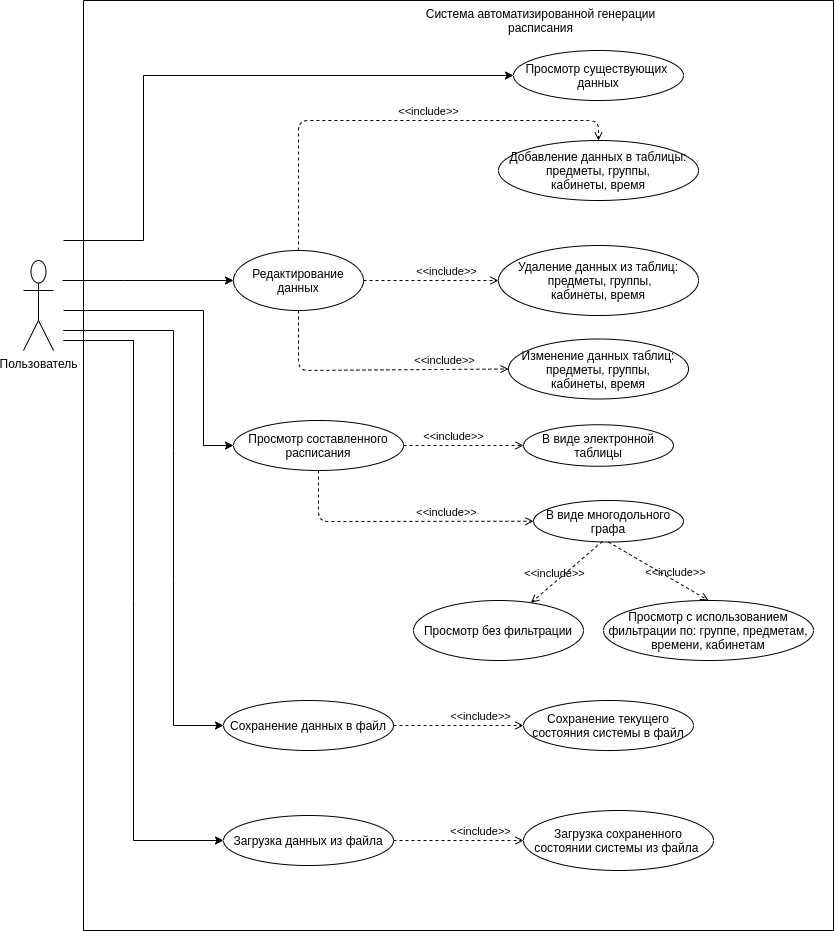 Система автоматизированной генерации
расписания
Просмотр существующих
данных
<<include>>
Добавление данных в таблицы:
предметы, группы,
кабинеты, время
Редактирование
данных
<<include>>
Удаление данных из таблиц:
предметы, группы,
кабинеты, время
Пользователь
<<include>>
Изменение данных таблиц:
предметы, группы,
кабинеты, время
Просмотр составленного
расписания
<<include>>
В виде электронной
таблицы
<<include>>
В виде многодольного
графа
<<include>>
<<include>>
Просмотр без фильтрации
Просмотр с использованием
фильтрации по: группе, предметам,
времени, кабинетам
Сохранение данных в файл
<<include>>
Сохранение текущего
состояния системы в файл
Загрузка данных из файла
<<include>>
Загрузка сохраненного
состоянии системы из файла